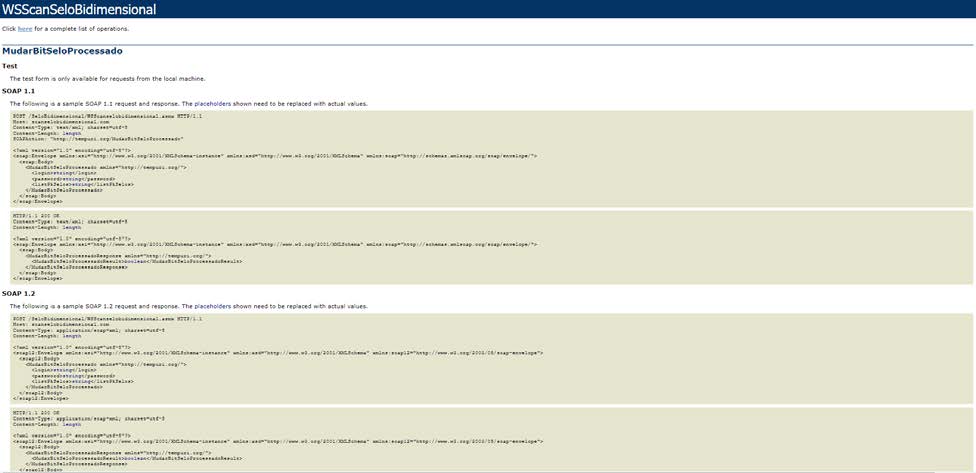 WSScanSeloBidimensional
Click here for a complete list of operations.
MudarBitSeloProcessado
Test
The test form is only available for requests from the local machine.
SOAP 1.1
The following is a sample SOAP 1.1 request and response. The placeholders shown need to be replaced with actual values.
POST /SeloBidimensional/WSScanselobidimensional.asmx HTTP/1.1
Host: scanselobidimensional.com
Content-Type: text/xml; charset=utf-8
Content-Length: length
SOAPAction: "http://tempuri.org/MudarBitSeloProcessado"
<?xml version="1.0" encoding="utf-8"?>
<soap:Envelope xmlns:xsi="http://www.w3.org/2001/XMLSchema-instance" xmlns:xsd="http://www.w3.org/2001/XMLSchema" xmlns:soap="http://schemas.xmlsoap.org/soap/envelope/">
<soap:Body>
<MudarBitSeloProcessado xmlns="http://tempuri.org/">
<login>string</login>
<password>string</password>
<listPkSelos>string</listPkSelos>
</MudarBitSeloProcessado>
</soap:Body>
</soap:Envelope>
HTTP/1.1 200 OK
Content-Type: text/xml; charset=utf-8
Content-Length: length
<?xml version="1.0" encoding="utf-8"?>
<soap:Envelope xmlns:xsi="http://www.w3.org/2001/XMLSchema-instance" xmlns:xsd="http://www.w3.org/2001/XMLSchema" xmlns:soap="http://schemas.xmlsoap.org/soap/envelope/">
<soap:Body>
<MudarBitSeloProcessadoResponse xmlns="http://tempuri.org/">
<MudarBitSeloProcessadoResult>boolean</MudarBitSeloProcessadoResult>
</MudarBitSeloProcessadoResponse>
</soap:Body>
</soap:Envelope>
SOAP 1.2
The following is a sample SOAP 1.2 request and response. The placeholders shown need to be replaced with actual values.
POST /SeloBidimensional/WSScanselobidimensional.asmx HTTP/1.1
Host: scanselobidimensional.com
Content-Type: application/soap+xml; charset=utf-8
Content-Length: length
<?xml version="1.0" encoding="utf-8"?>
<soap12:Envelope xmlns:xsi="http://www.w3.org/2001/XMLSchema-instance" xmlns:xsd="http://www.w3.org/2001/XMLSchema" xmlns:soap12="http://www.w3.org/2003/05/soap-envelope">
<soap12:Body>
<MudarBitSeloProcessado xmlns="http://tempuri.org/">
<login>string</login>
<password>string</password>
<listPkSelos>string</listPkSelos>
</MudarBitSeloProcessado>
</soap12:Body>
</soap12:Envelope>
HTTP/1.1 200 OK
Content-Type: application/soap+xml; charset=utf-8
Content-Length: length
<?xml version="1.0" encoding="utf-8"?>
<soap12:Envelope xmlns:xsi="http://www.w3.org/2001/XMLSchema-instance" xmlns:xsd="http://www.w3.org/2001/XMLSchema" xmlns:soap12="http://www.w3.org/2003/05/soap-envelope">
<soap12:Body>
<MudarBitSeloProcessadoResponse xmlns="http://tempuri.org/">
<MudarBitSeloProcessadoResult>boolean</MudarBitSeloProcessadoResult>
</MudarBitSeloProcessadoResponse>
</soap12:Body>